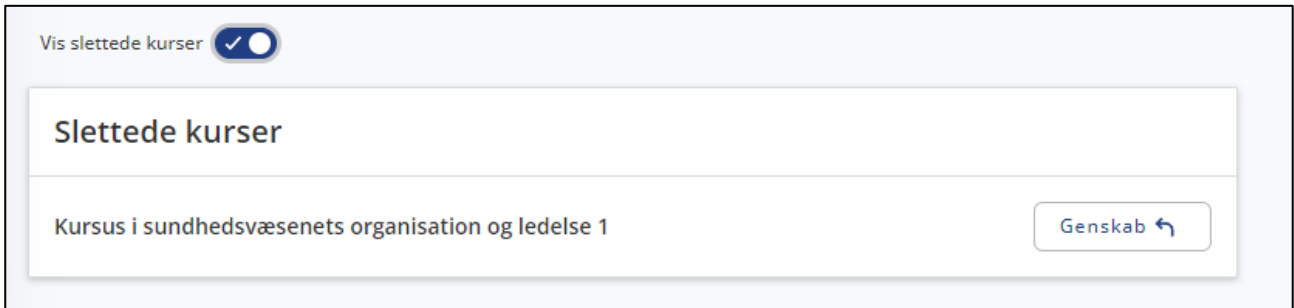 Vis slettede kurser
Slettede kurser
Kursus i sundhedsvæsenets organisation og ledelse 1
Genskab